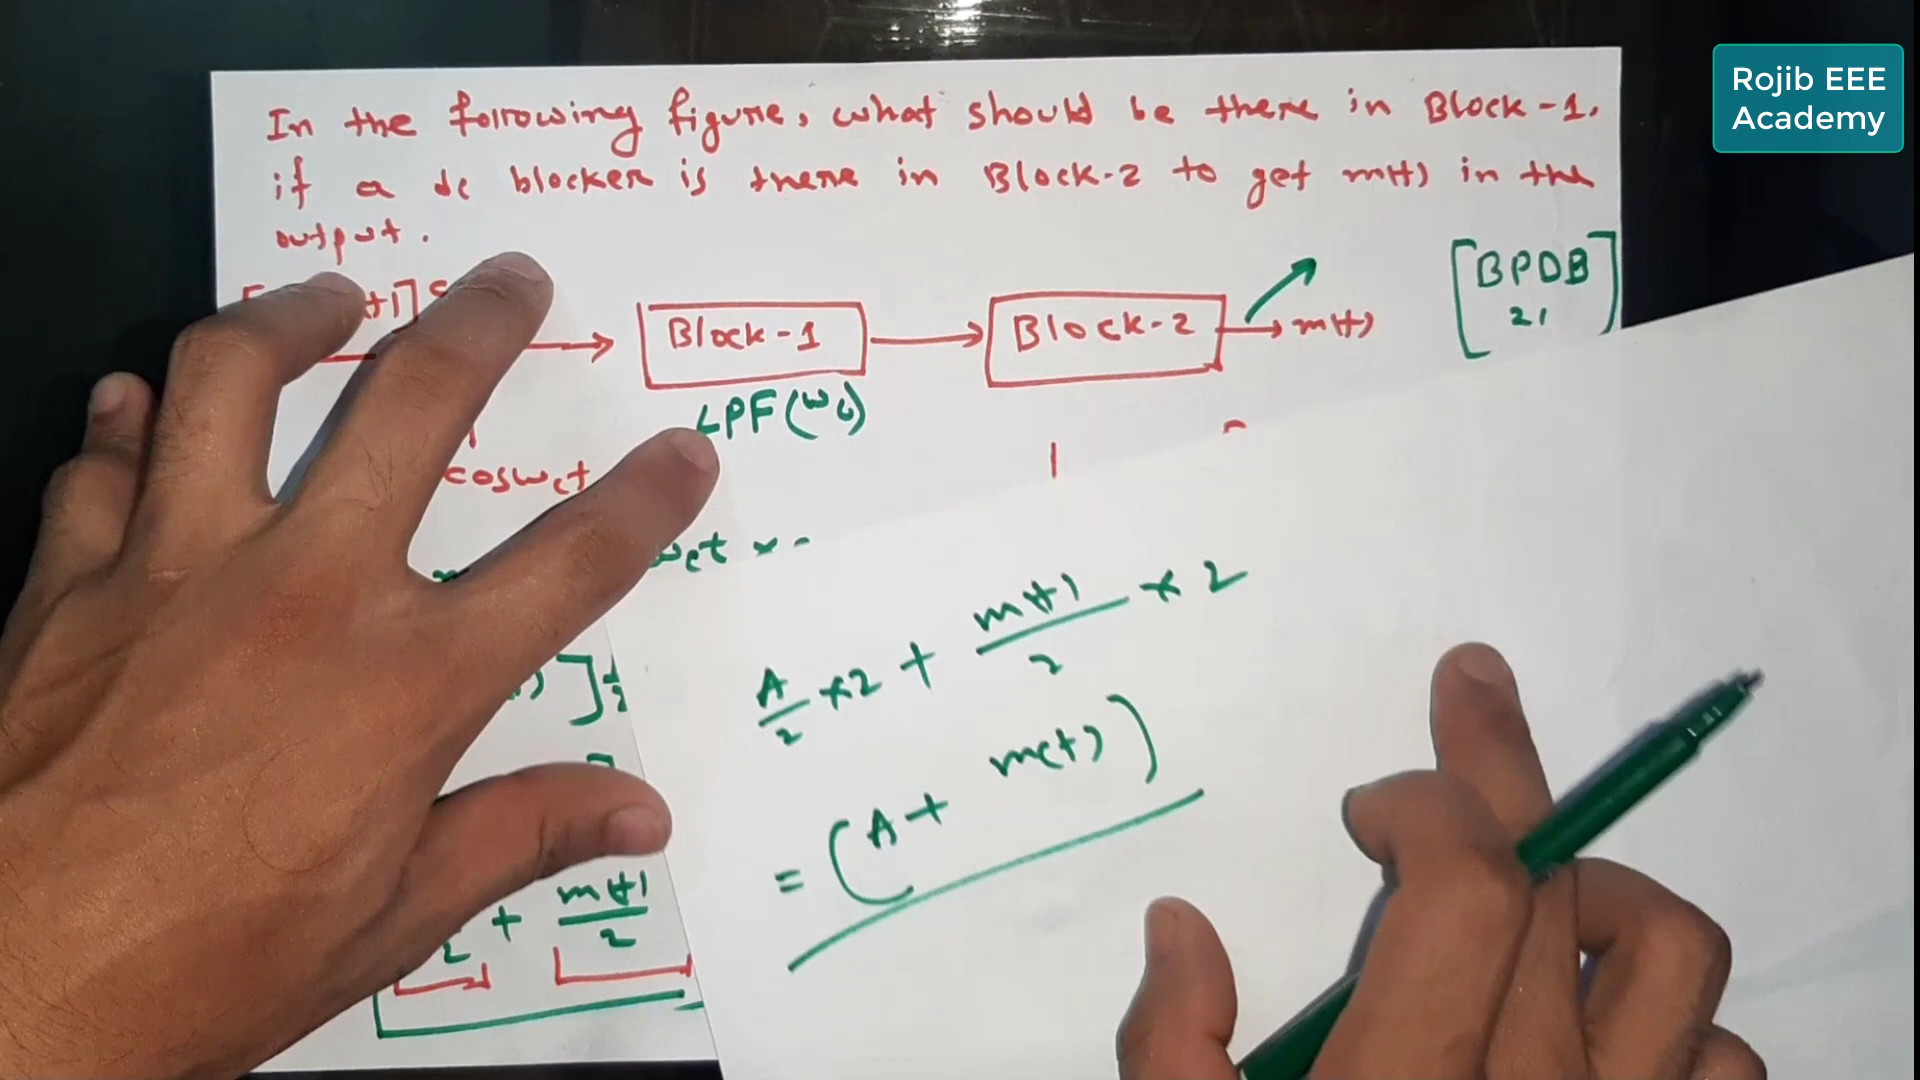 Rojib EEE
Academy
In the following figure, what should be there in Block-1.
if a dc blocker is there in Block-2 to get m(t) in the
output.
[BPDB
21]
Block-1
Block-2
m(t)
LPF(ωc)
cosωct
ωct ×
A/2 ×2 + m(t)/2 × 2
= (A + m(t))
2 + m(t)/2